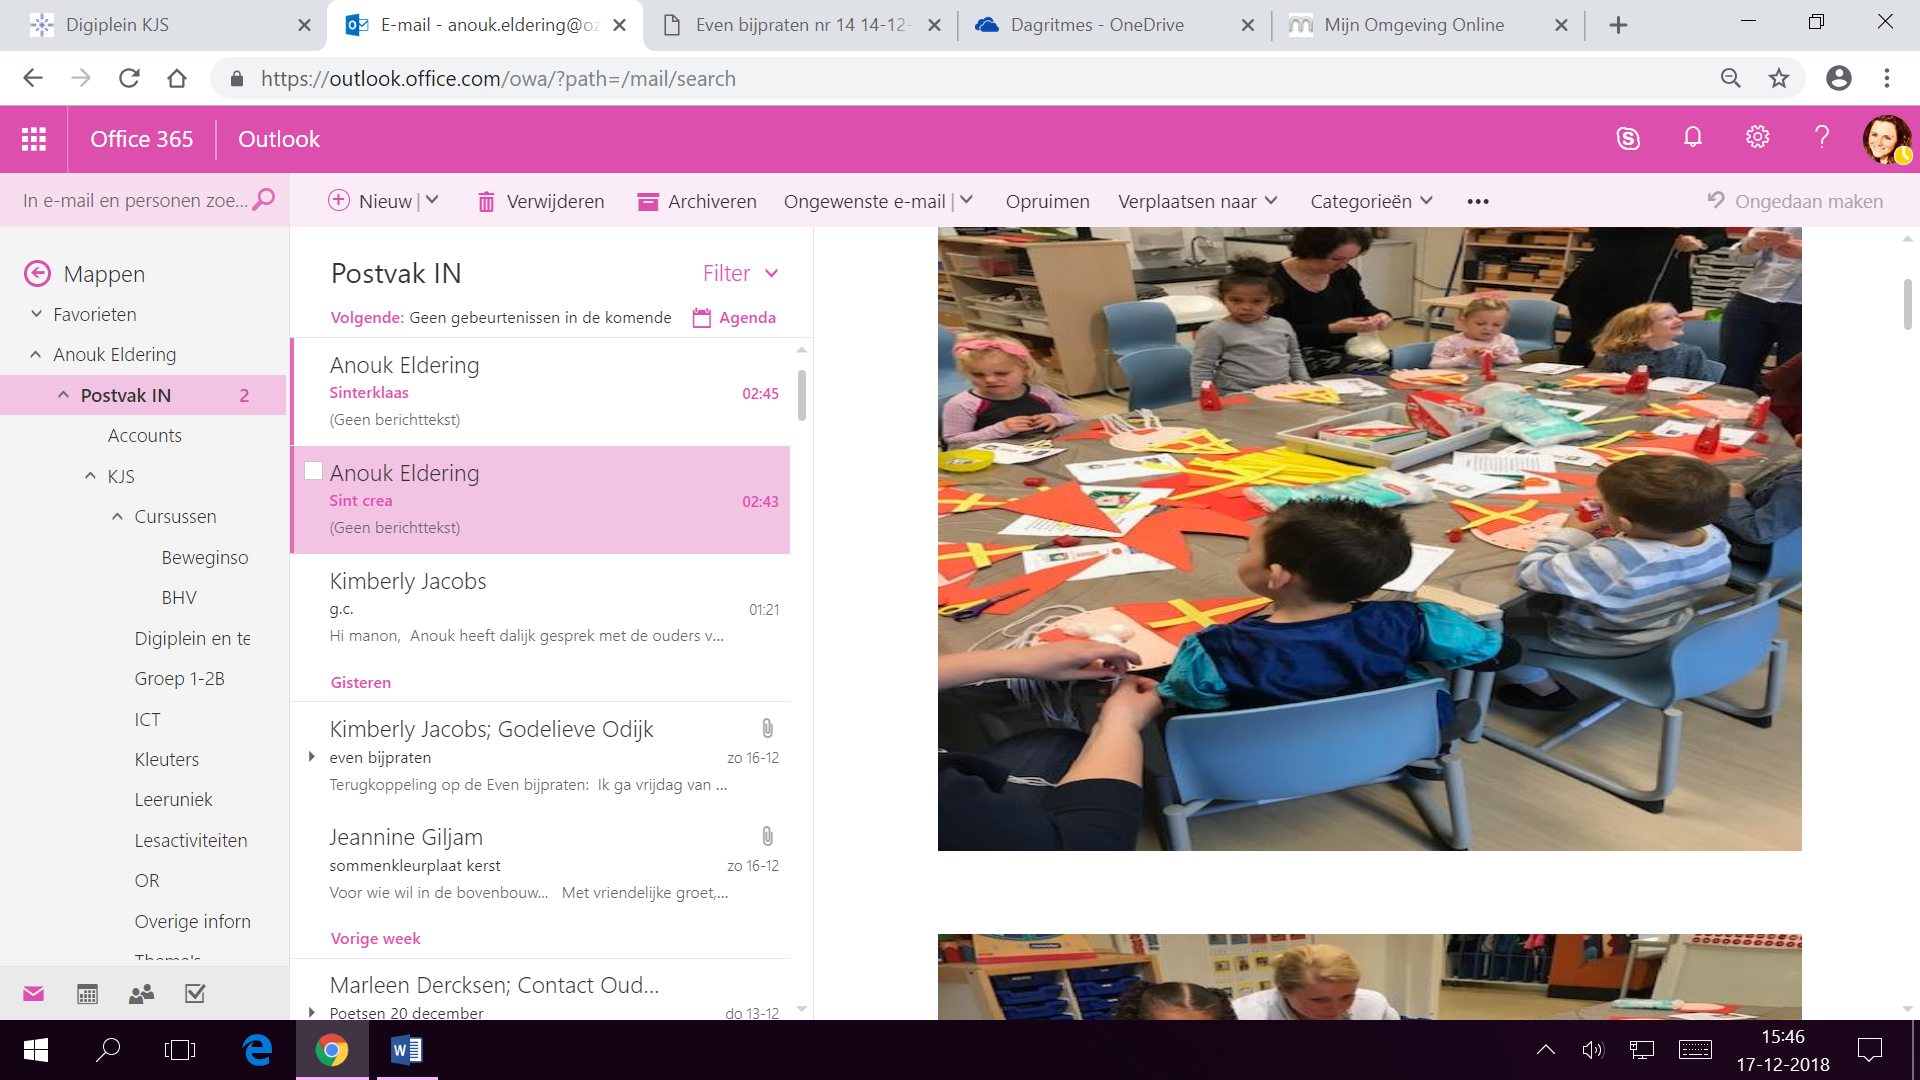 Digiplein KJS
E-mail - anouk.eldering@oz
Even bijpraten nr 14 14-12-
Dagritmes - OneDrive
Mijn Omgeving Online
https://outlook.office.com/owa/?path=/mail/search
Office 365
Outlook
In e-mail en personen zoe...
Nieuw
Verwijderen
Archiveren
Ongewenste e-mail
Opruimen
Verplaatsen naar
Categorieën
Ongedaan maken
Mappen
Favorieten
Anouk Eldering
Postvak IN 2
Accounts
KJS
Cursussen
Beweginso
BHV
Digiplein en te
Groep 1-2B
ICT
Kleuters
Leeruniek
Lesactiviteiten
OR
Overige inforn
Thema's
Postvak IN
Filter
Volgende: Geen gebeurtenissen in de komende
Agenda
Anouk Eldering
Sinterklaas 02:45
(Geen berichttekst)
Anouk Eldering
Sint crea 02:43
(Geen berichttekst)
Kimberly Jacobs
g.c. 01:21
Hi manon, Anouk heeft dalijk gesprek met de ouders v...
Gisteren
Kimberly Jacobs; Godelieve Odijk
even bijpraten zo 16-12
Terugkoppeling op de Even bijpraten: Ik ga vrijdag van ...
Jeannine Giljam
sommenkleurplaat kerst zo 16-12
Voor wie wil in de bovenbouw... Met vriendelijke groet,...
Vorige week
Marleen Dercksen; Contact Oud...
Poetsen 20 december do 13-12
15:46
17-12-2018